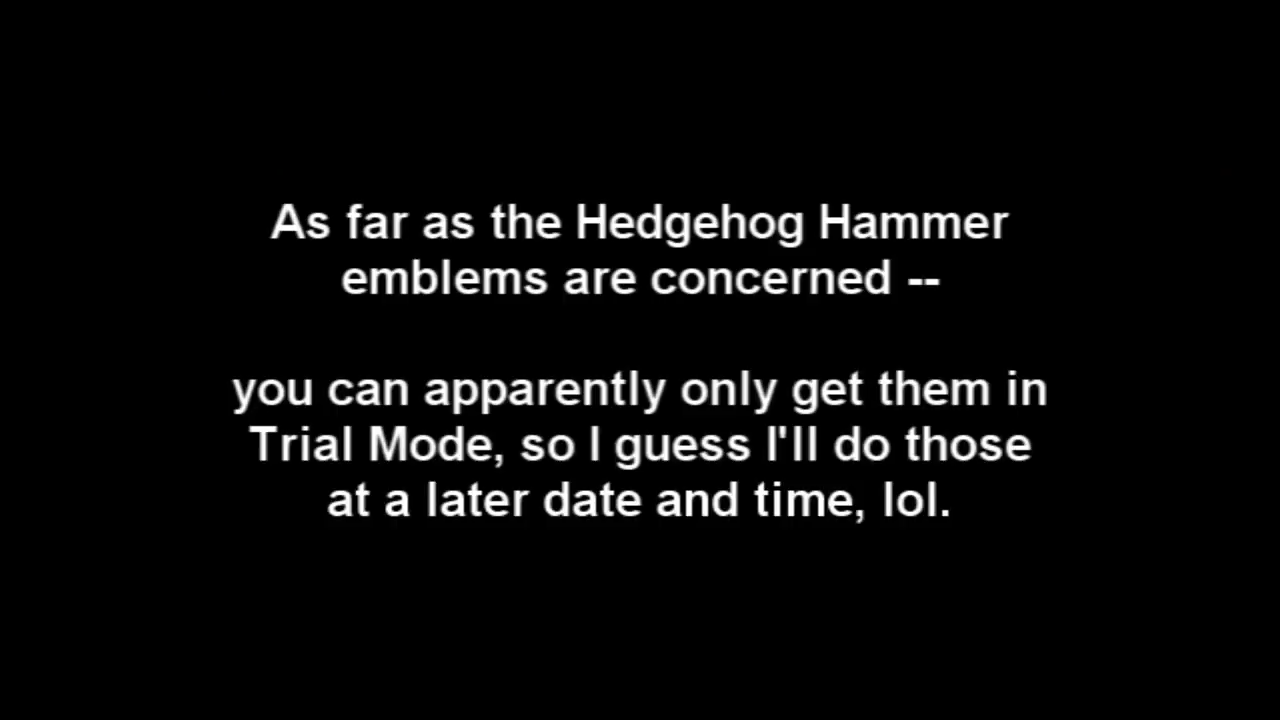 As far as the Hedgehog Hammer
emblems are concerned --
you can apparently only get them in
Trial Mode, so I guess I'll do those
at a later date and time, lol.